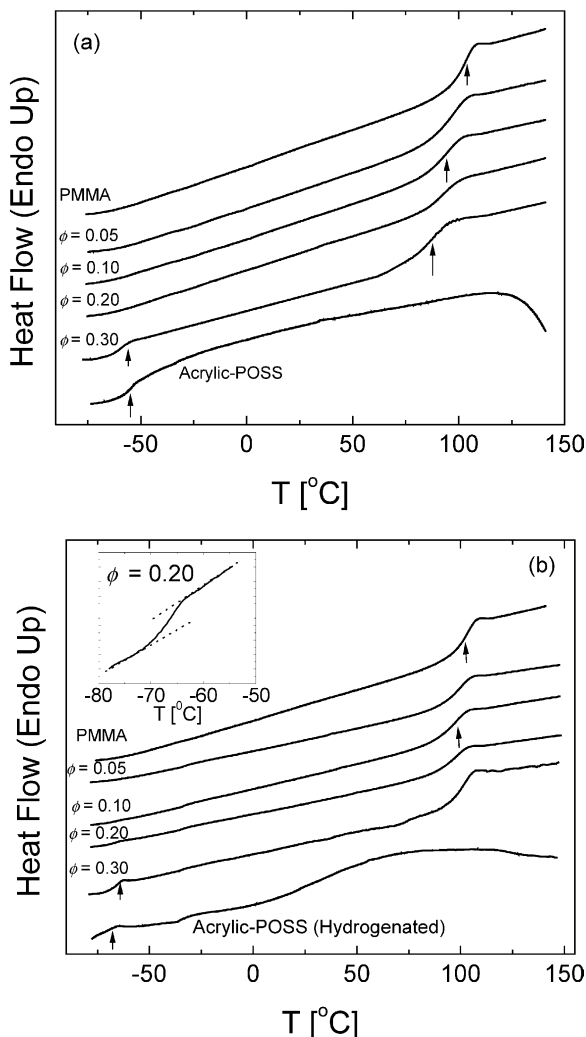 (a)
PMMA
ϕ = 0.05
ϕ = 0.10
ϕ = 0.20
ϕ = 0.30
Acrylic-POSS
Heat Flow (Endo Up)
-50 0 50 100 150
T [°C]
(b)
ϕ = 0.20
-80 -70 -60 -50
T [°C]
PMMA
ϕ = 0.05
ϕ = 0.10
ϕ = 0.20
ϕ = 0.30
Acrylic-POSS (Hydrogenated)
Heat Flow (Endo Up)
-50 0 50 100 150
T [°C]